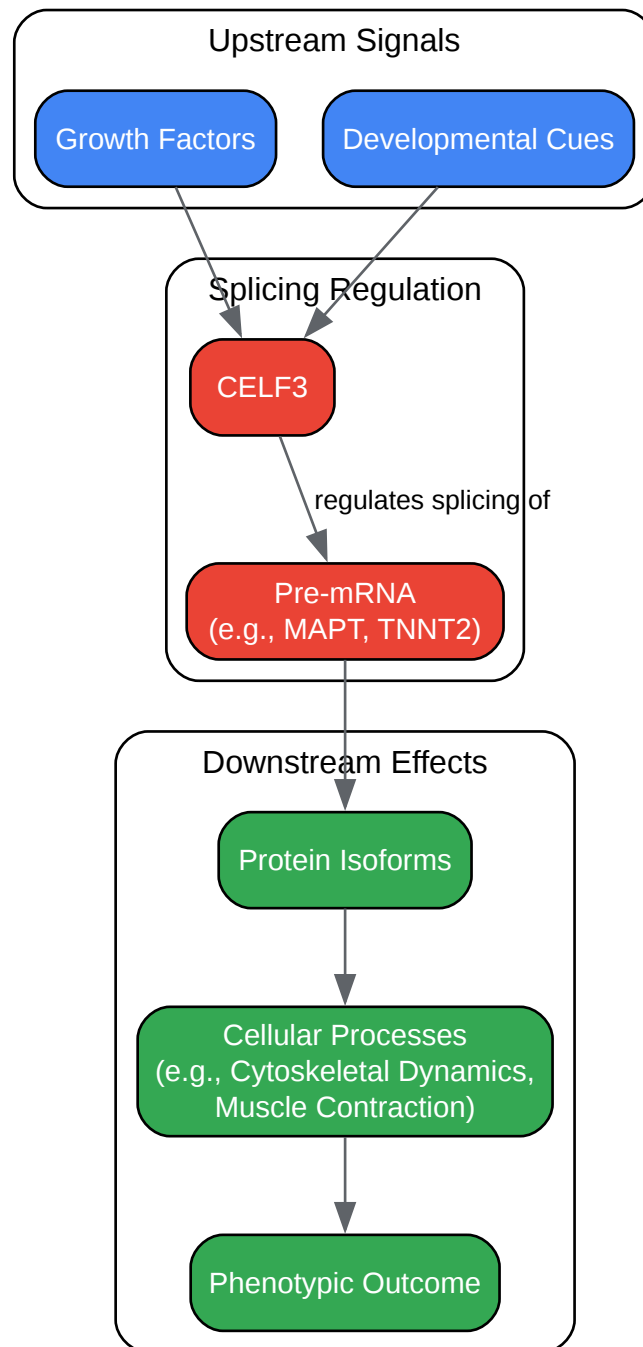 Upstream Signals
Growth Factors
Developmental Cues
Splicing Regulation
CELF3
regulates splicing of
Pre-mRNA
(e.g., MAPT, TNNT2)
Downstream Effects
Protein Isoforms
Cellular Processes
(e.g., Cytoskeletal Dynamics,
Muscle Contraction)
Phenotypic Outcome